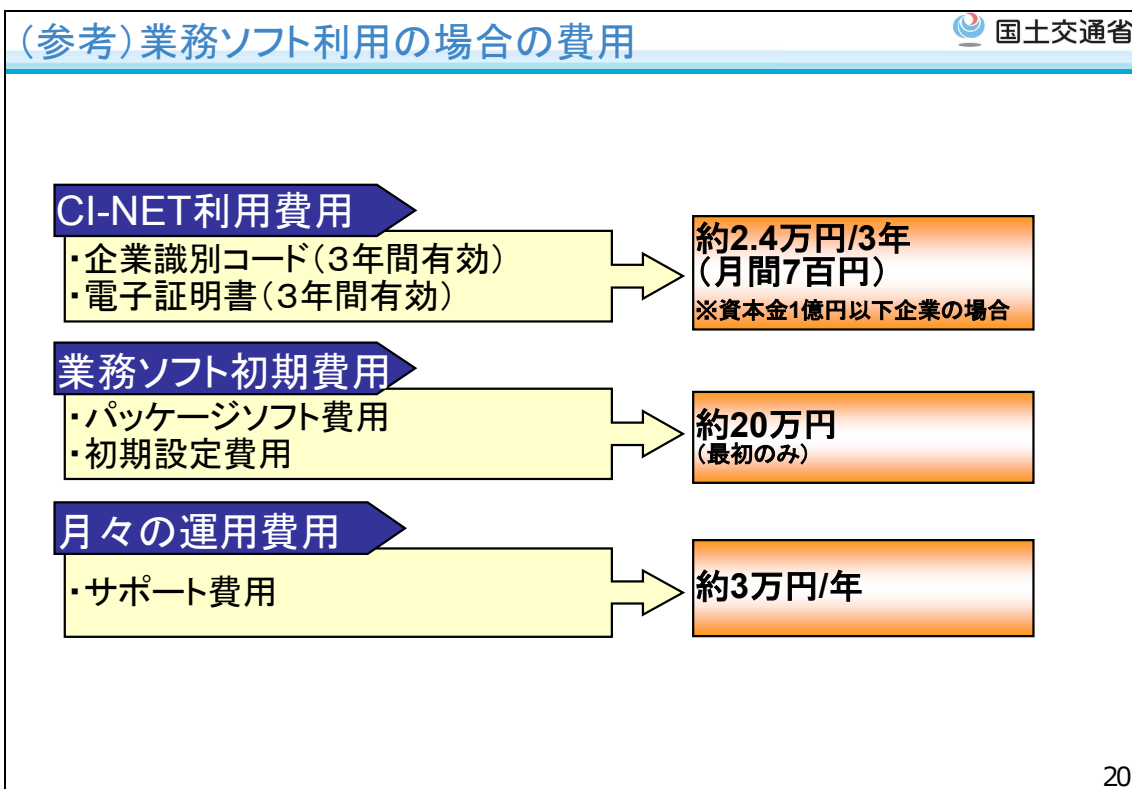 （参考）業務ソフト利用の場合の費用
国土交通省
CI-NET利用費用
・企業識別コード（３年間有効）
・電子証明書（３年間有効）
約2.4万円/3年
（月間7百円）
※資本金1億円以下企業の場合
業務ソフト初期費用
・パッケージソフト費用
・初期設定費用
約20万円
（最初のみ）
月々の運用費用
・サポート費用
約3万円/年
20